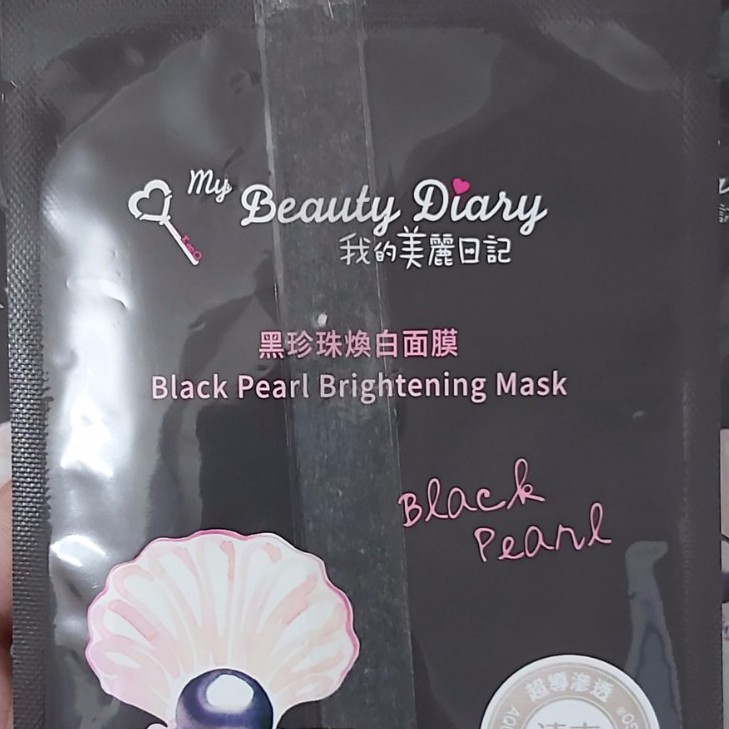 My Beauty Diary
我的美麗日記
黑珍珠煥白面膜
Black Pearl Brightening Mask
Black
Pearl
超導滲透